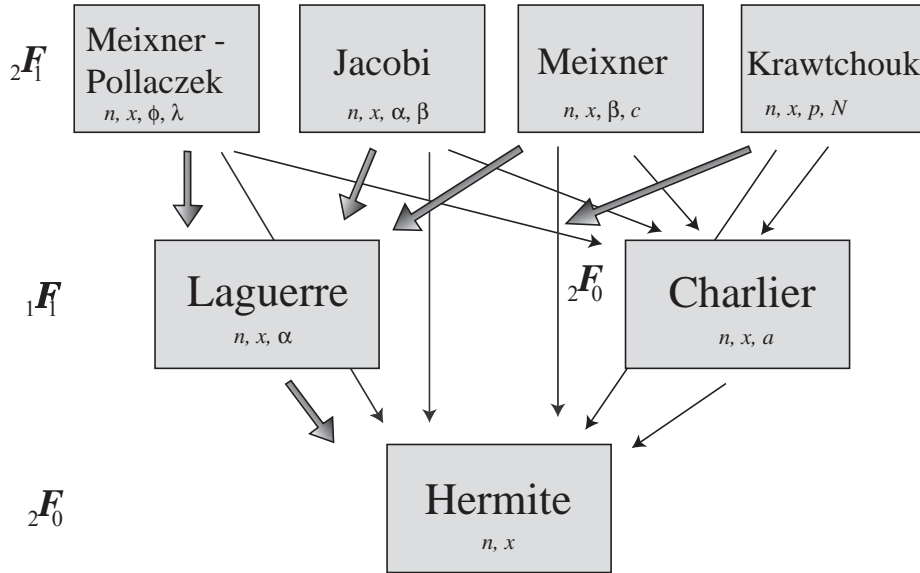 ₂F₁
Meixner -
Pollaczek
n, x, ϕ, λ
Jacobi
n, x, α, β
Meixner
n, x, β, c
Krawtchouk
n, x, p, N
₁F₁
Laguerre
n, x, α
₂F₀
Charlier
n, x, a
₂F₀
Hermite
n, x